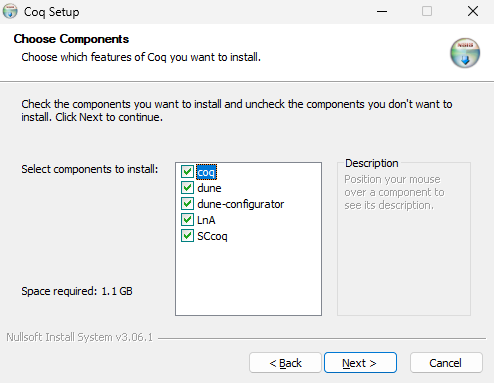 Coq Setup
Choose Components
Choose which features of Coq you want to install.
Check the components you want to install and uncheck the components you don't want to
install. Click Next to continue.
Select components to install:
coq
dune
dune-configurator
LnA
SCcoq
Description
Position your mouse
over a component to
see its description.
Space required: 1.1 GB
Nullsoft Install System v3.06.1
< Back
Next >
Cancel